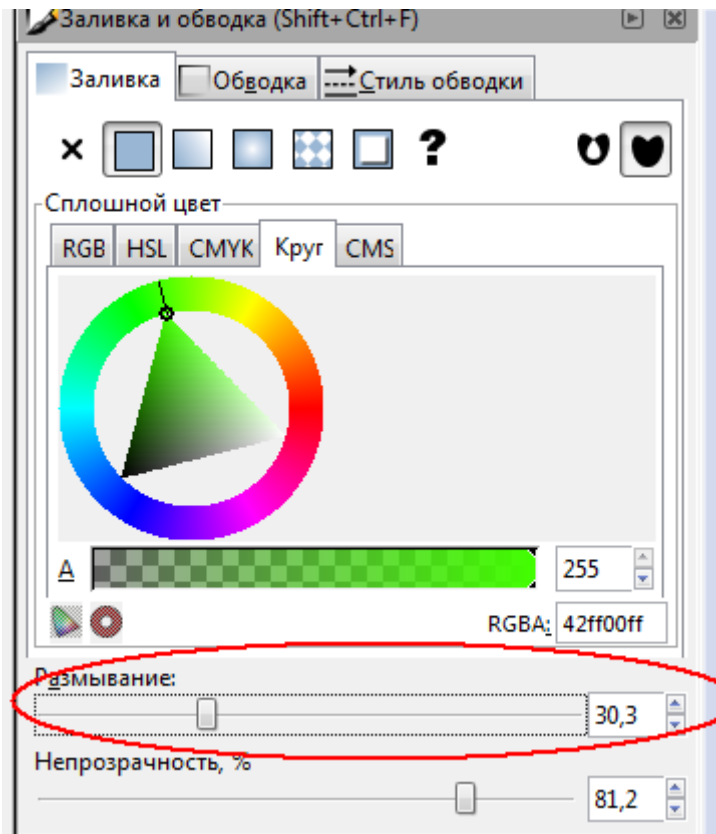 Заливка и обводка (Shift+Ctrl+F)
Заливка Обводка Стиль обводки
?
Сплошной цвет
RGB HSL CMYK Круг CMS
A 255
RGBA: 42ff00ff
Размывание:
30,3
Непрозрачность, %
81,2